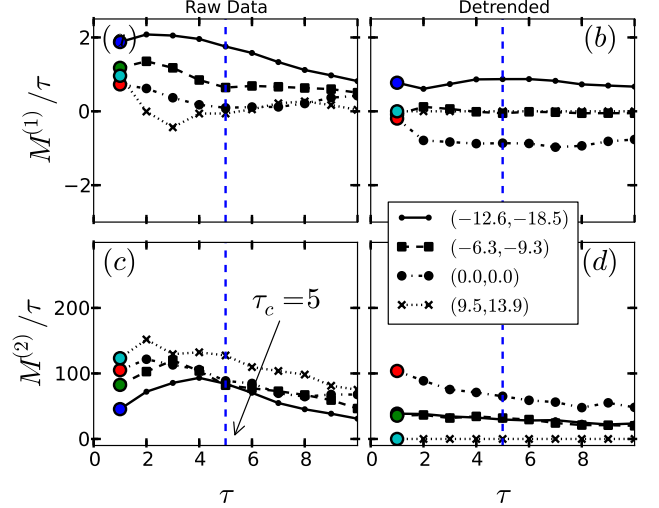 Raw Data
Detrended
(a)
(b)
M^{(1)}/τ
2
0
−2
(−12.6,−18.5)
(−6.3,−9.3)
(0.0,0.0)
(9.5,13.9)
(c)
(d)
τ_c =5
M^{(2)}/τ
200
100
0
0 2 4 6 8
0 2 4 6 8
τ
τ